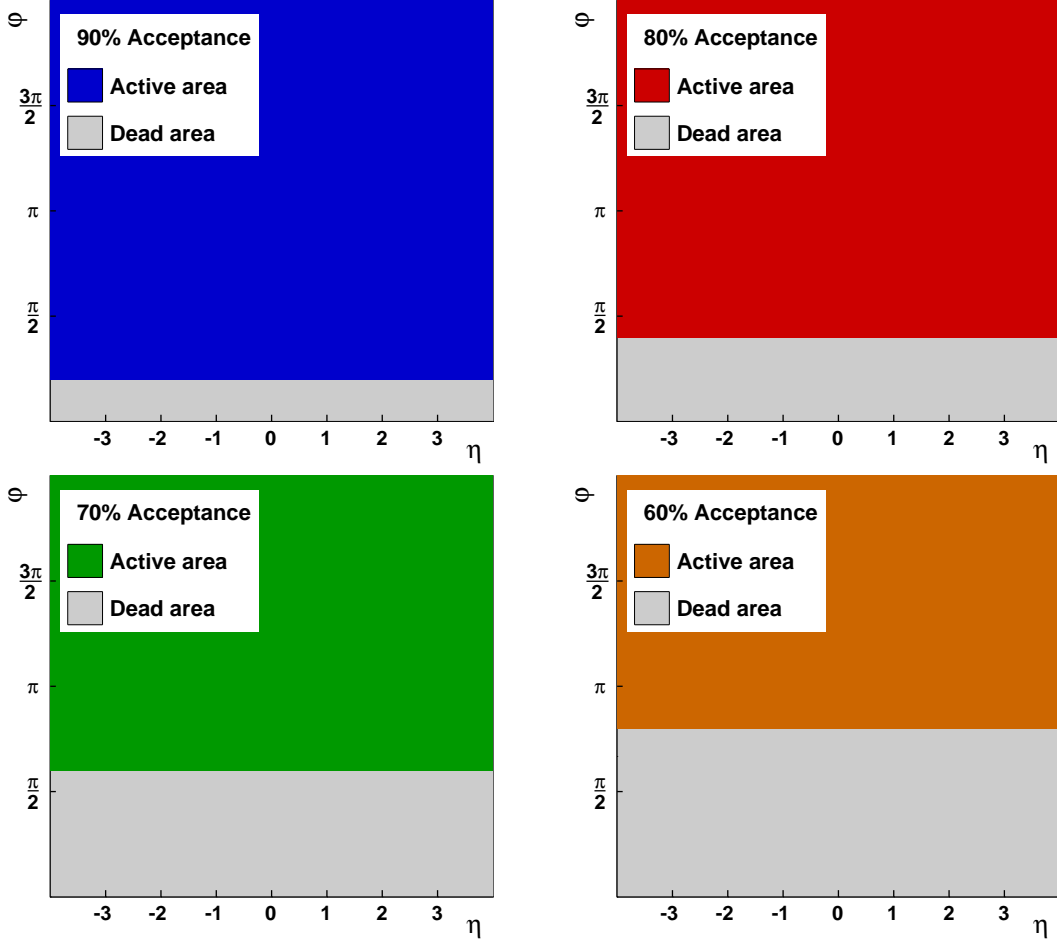 φ
90% Acceptance
Active area
Dead area
3π
2
π
π
2
-3 -2 -1 0 1 2 3
η
φ
80% Acceptance
Active area
Dead area
3π
2
π
π
2
-3 -2 -1 0 1 2 3
η
φ
70% Acceptance
Active area
Dead area
3π
2
π
π
2
-3 -2 -1 0 1 2 3
η
φ
60% Acceptance
Active area
Dead area
3π
2
π
π
2
-3 -2 -1 0 1 2 3
η